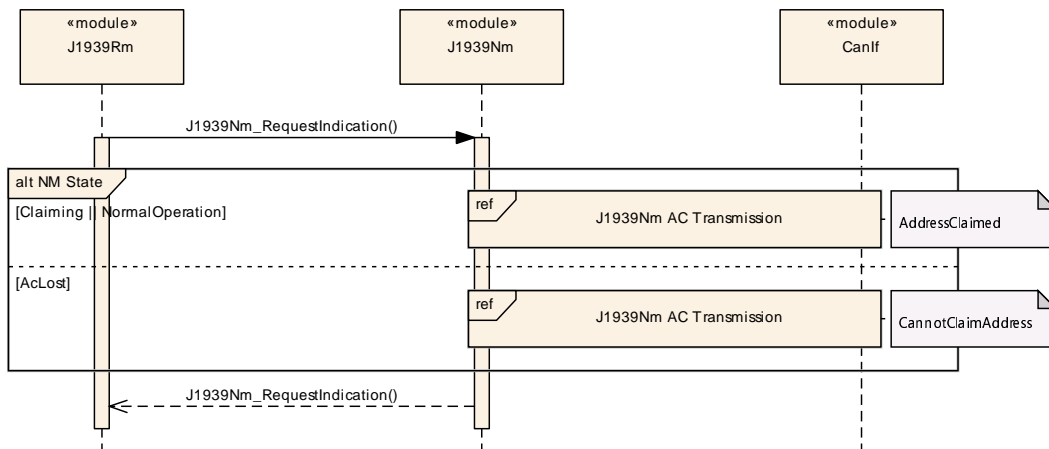 «module»
J1939Rm
«module»
J1939Nm
«module»
CanIf
J1939Nm_RequestIndication()
alt NM State
[Claiming || NormalOperation]
ref
J1939Nm AC Transmission
AddressClaimed
[AcLost]
ref
J1939Nm AC Transmission
CannotClaimAddress
J1939Nm_RequestIndication()